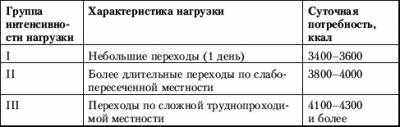 Группа
интенсивно-
сти нагрузки
Характеристика нагрузки
Суточная
потребность,
ккал
I
Небольшие переходы (1 день)
3400—3600
II
Более длительные переходы по слабо-
пересеченной местности
3800—4000
III
Переходы по сложной труднопроходи-
мой местности
4100—4300
и более